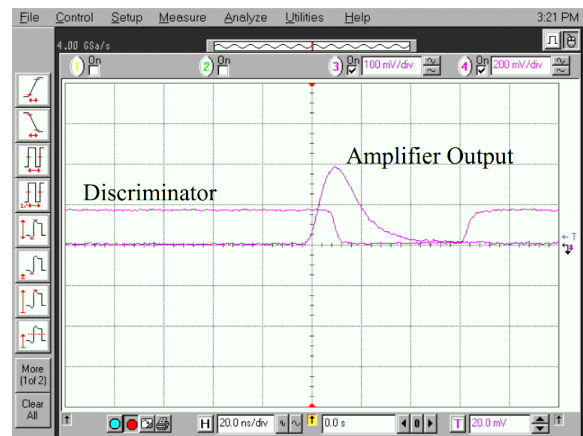 File Control Setup Measure Analyze Utilities Help 3:21 PM
4.00 GSa/s
1 On 2 On 3 On 100 mV/div 4 On 200 mV/div
Amplifier Output
Discriminator
T
More
(1of 2)
Clear
All
H 20.0 ns/div 0.0 s 0 T 20.0 mV